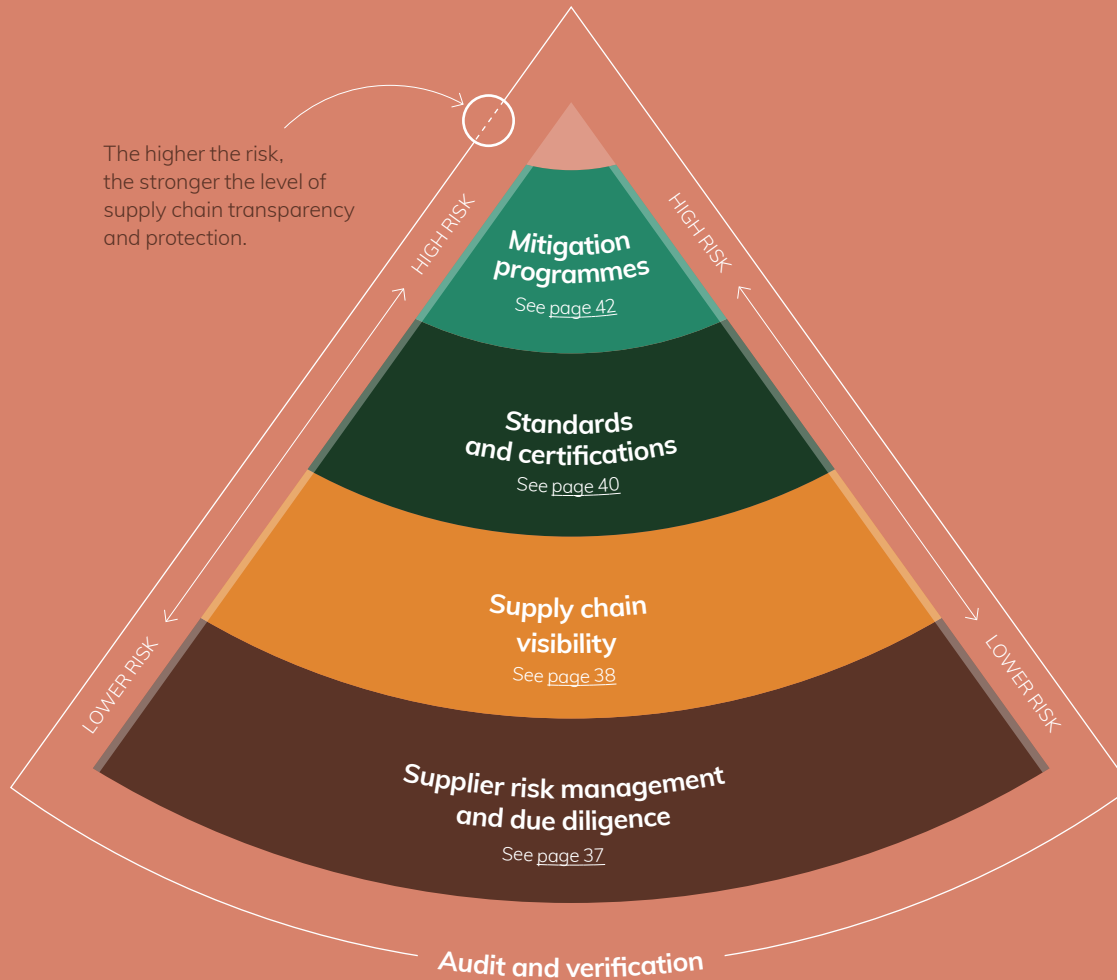 The higher the risk,
the stronger the level of
supply chain transparency
and protection.
HIGH RISK
HIGH RISK
Mitigation
programmes
See page 42
Standards
and certifications
See page 40
Supply chain
visibility
See page 38
LOWER RISK
LOWER RISK
Supplier risk management
and due diligence
See page 37
Audit and verification